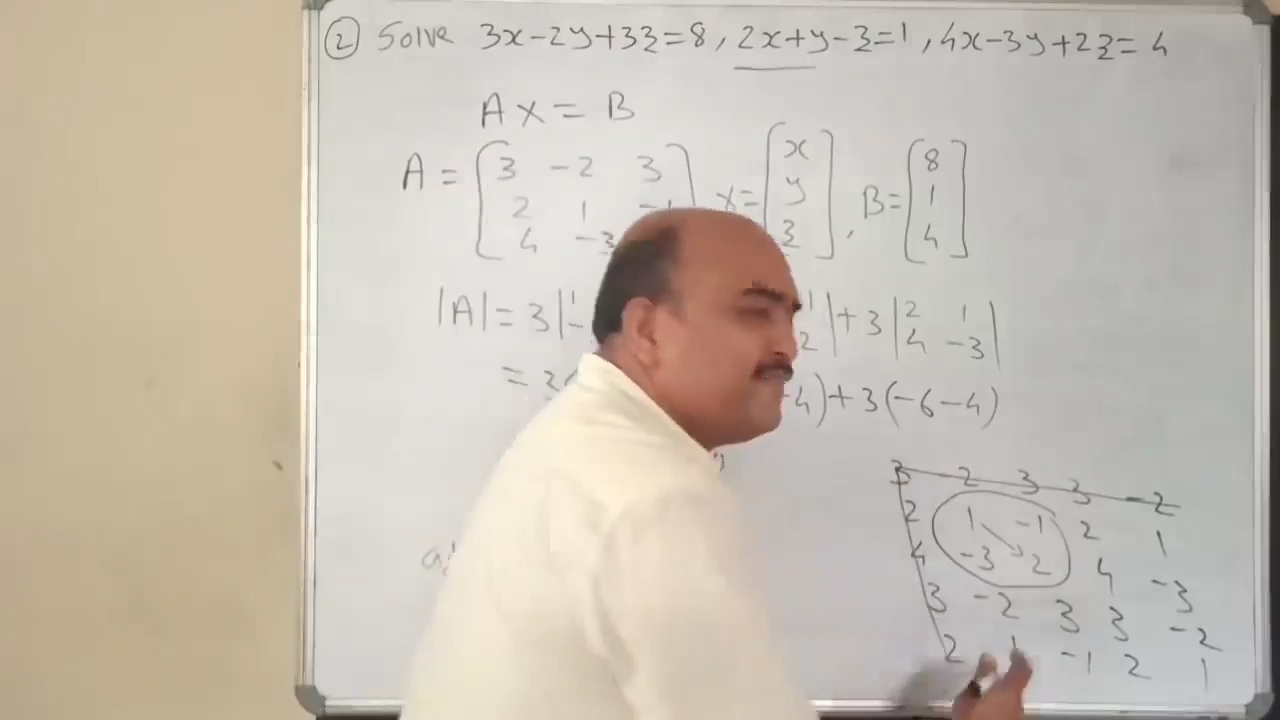 ② Solve 3x-2y+3z=8, 2x+y-z=1, 4x-3y+2z= 4
A X = B
A = [3 -2 3 X= [x B= [8]
2 1 -1 y 1
4 -3 z] , 4]
|A| = 3|1 1| +3|2 1|
- 2 4 -3|
= 3( -4)+3(-6-4)
3 -2 3 3 -2
2 1 -1 2 1
4 -3 2 4 -3
3 -2 3 3 -2
2 1 -1 2 1